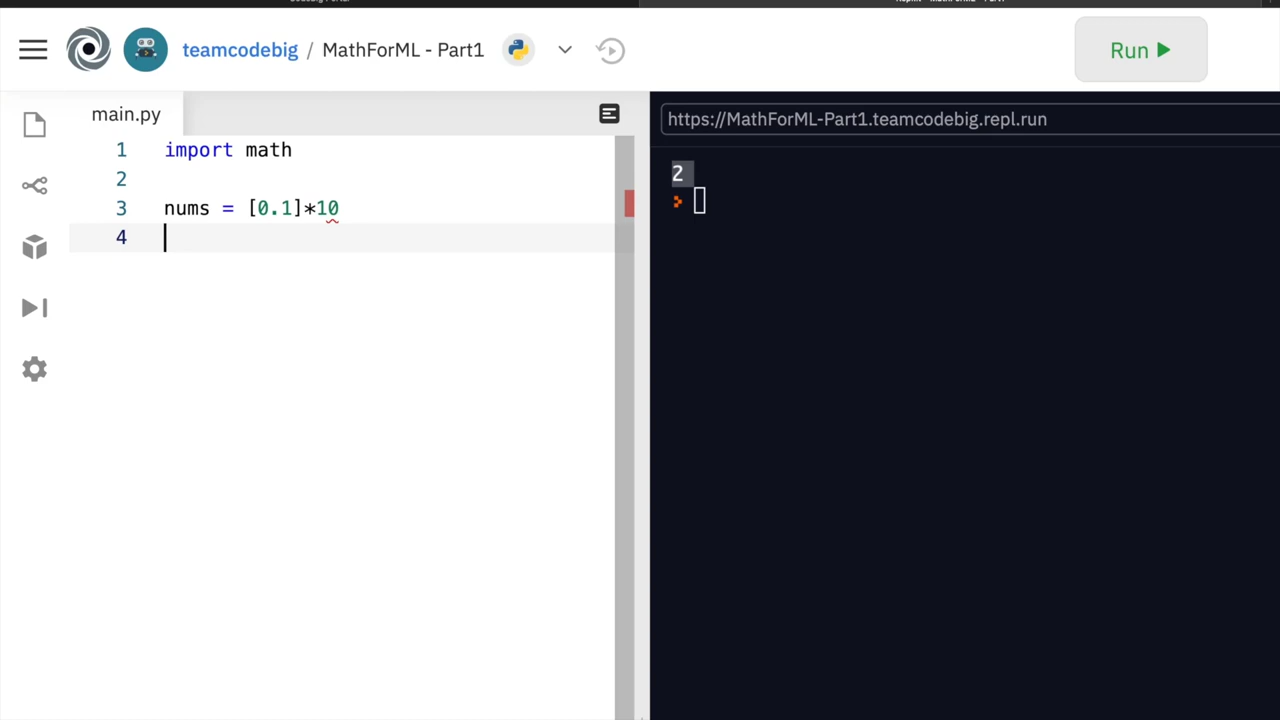 teamcodebig / MathForML - Part1
Run
main.py
https://MathForML-Part1.teamcodebig.repl.run
1 import math
2
3 nums = [0.1]*10
4
2